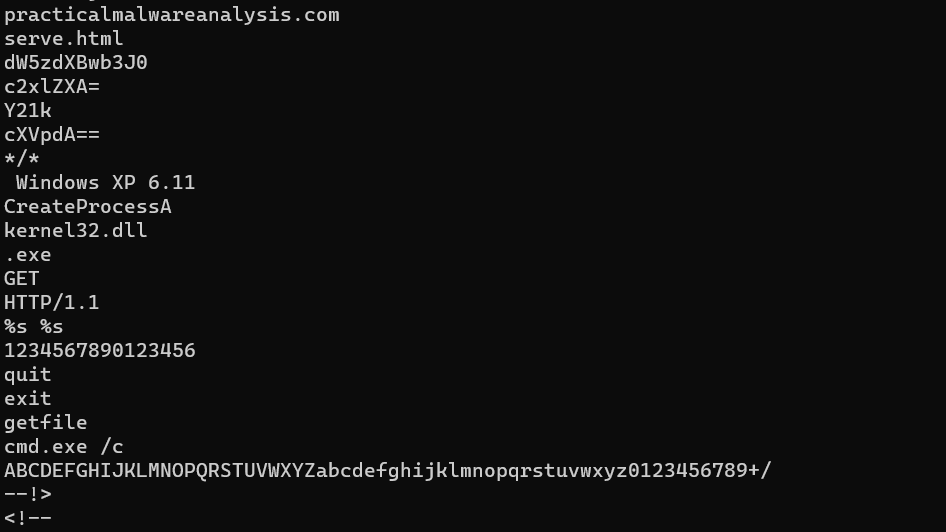 practicalmalwareanalysis.com
serve.html
dW5zdXBwb3J0
c2xlZXA=
Y21k
cXVpdA==
*/*
Windows XP 6.11
CreateProcessA
kernel32.dll
.exe
GET
HTTP/1.1
%s %s
1234567890123456
quit
exit
getfile
cmd.exe /c
ABCDEFGHIJKLMNOPQRSTUVWXYZabcdefghijklmnopqrstuvwxyz0123456789+/
--!>
<!--